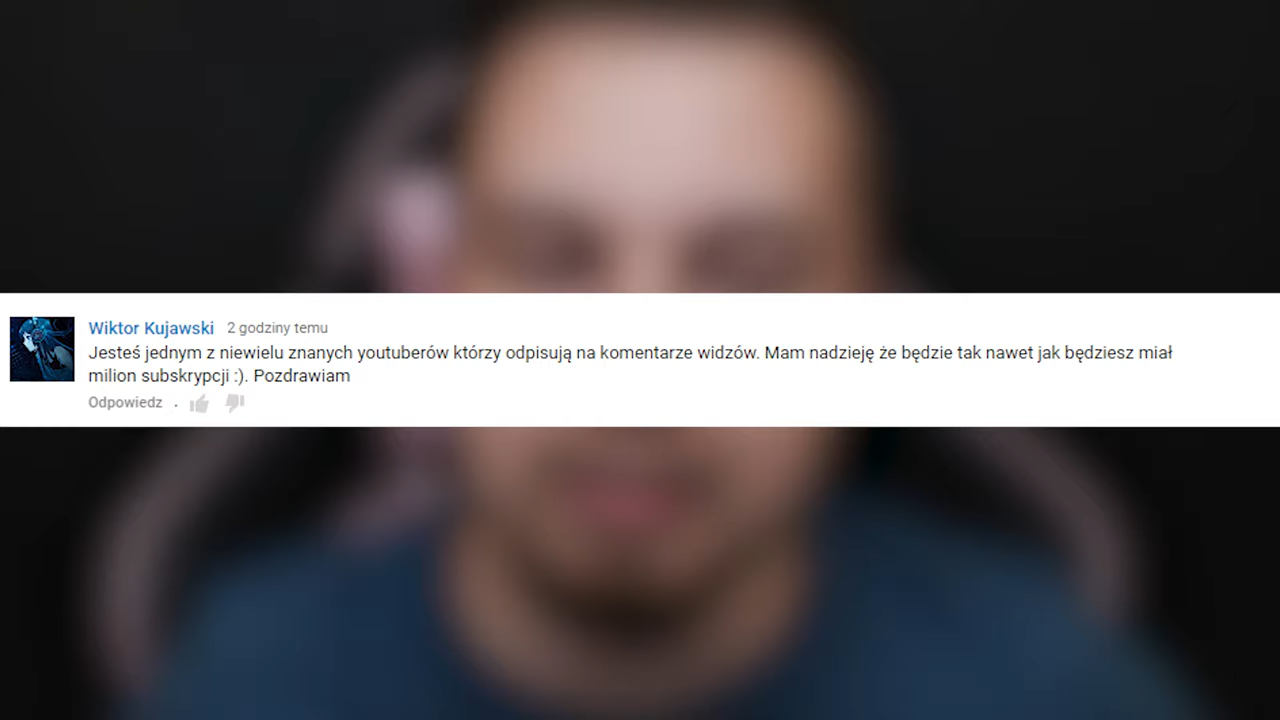 Wiktor Kujawski 2 godziny temu
Jesteś jednym z niewielu znanych youtuberów którzy odpisują na komentarze widzów. Mam nadzieję że będzie tak nawet jak będziesz miał
milion subskrypcji :). Pozdrawiam
Odpowiedz .